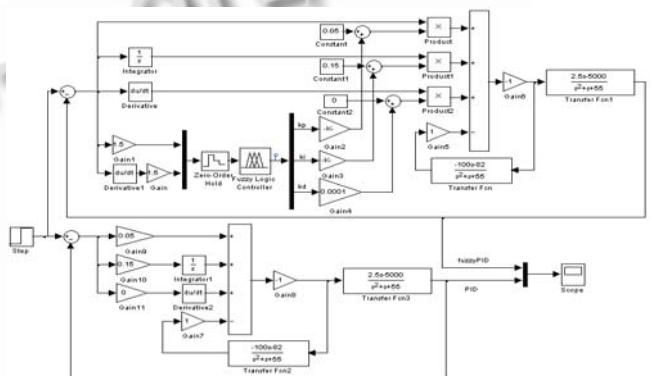 0.05
Constant
Product
1
s
Integrator
0.15
Constant1
Product1
du/dt
Derivative
0
Constant2
Product2
-1
Gain6
2.5s-5000
s²+s+55
Transfer Fcn1
1.5
Gain1
kp
-K-
Gain2
1
Gain5
du/dt
Derivative1
1.5
Gain
Zero-Order
Hold
Fuzzy Logic
Controller
ki
-K-
Gain3
kd
0.0001
Gain4
-100s-82
s²+s+55
Transfer Fcn
Step
0.05
Gain9
0.15
Gain10
1
s
Integrator1
0
Gain11
du/dt
Derivative2
1
Gain7
-1
Gain8
2.5s-5000
s²+s+55
Transfer Fcn3
-100s-82
s²+s+55
Transfer Fcn2
fuzzyPID
PID
Scope